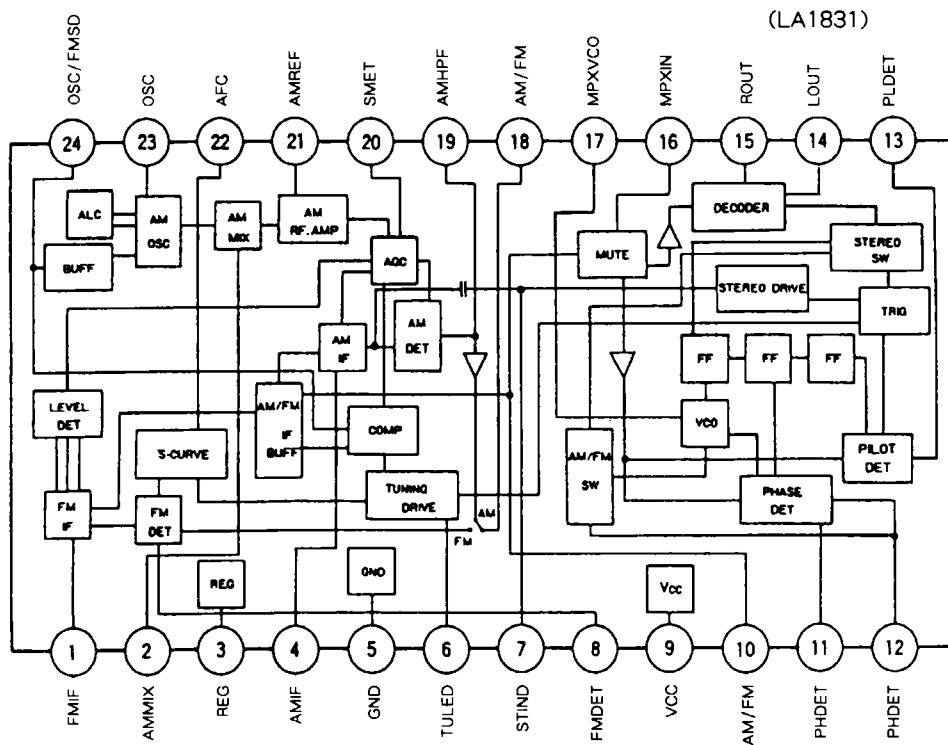 (LA1831)
OSC/FMSD
OSC
AFC
AMREF
SMET
AMHPF
AM/FM
MPXVCO
MPXIN
ROUT
LOUT
PLDET
24
23
22
21
20
19
18
17
16
15
14
13
ALC
AM
OSC
AM
MIX
AM
RF.AMP
DECODER
BUFF
AGC
MUTE
STEREO
SW
STEREO DRIVE
TRIG
AM
IF
AM
DET
FF
FF
FF
LEVEL
DET
AM/FM
IF
BUFF
COMP
VCO
S-CURVE
AM/FM
SW
PILOT
DET
FM
IF
FM
DET
TUNING
DRIVE
AM
FM
PHASE
DET
REG
GND
Vcc
1
2
3
4
5
6
7
8
9
10
11
12
FMIF
AMMIX
REG
AMIF
GND
TULED
STIND
FMDET
VCC
AM/FM
PHDET
PHDET